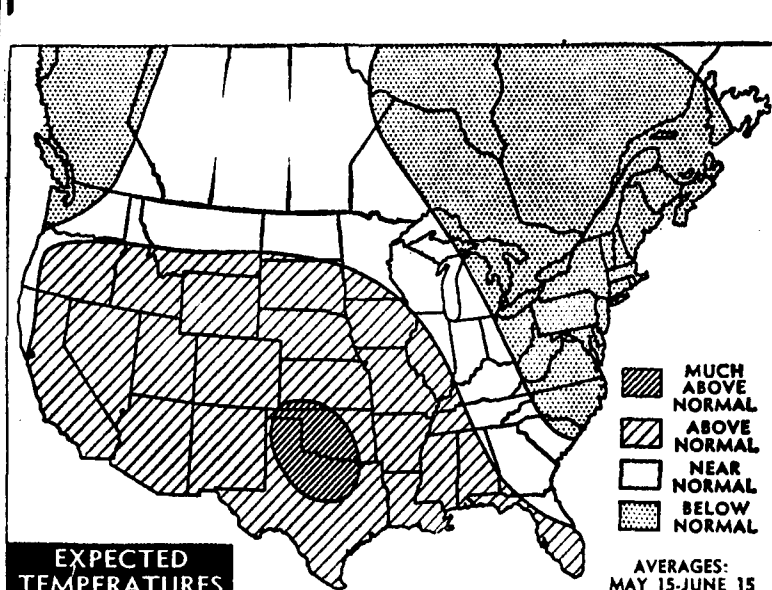 MUCH
ABOVE
NORMAL
ABOVE
NORMAL
NEAR
NORMAL
BELOW
NORMAL
EXPECTED
TEMPERATURES
AVERAGES:
MAY 15-JUNE 15